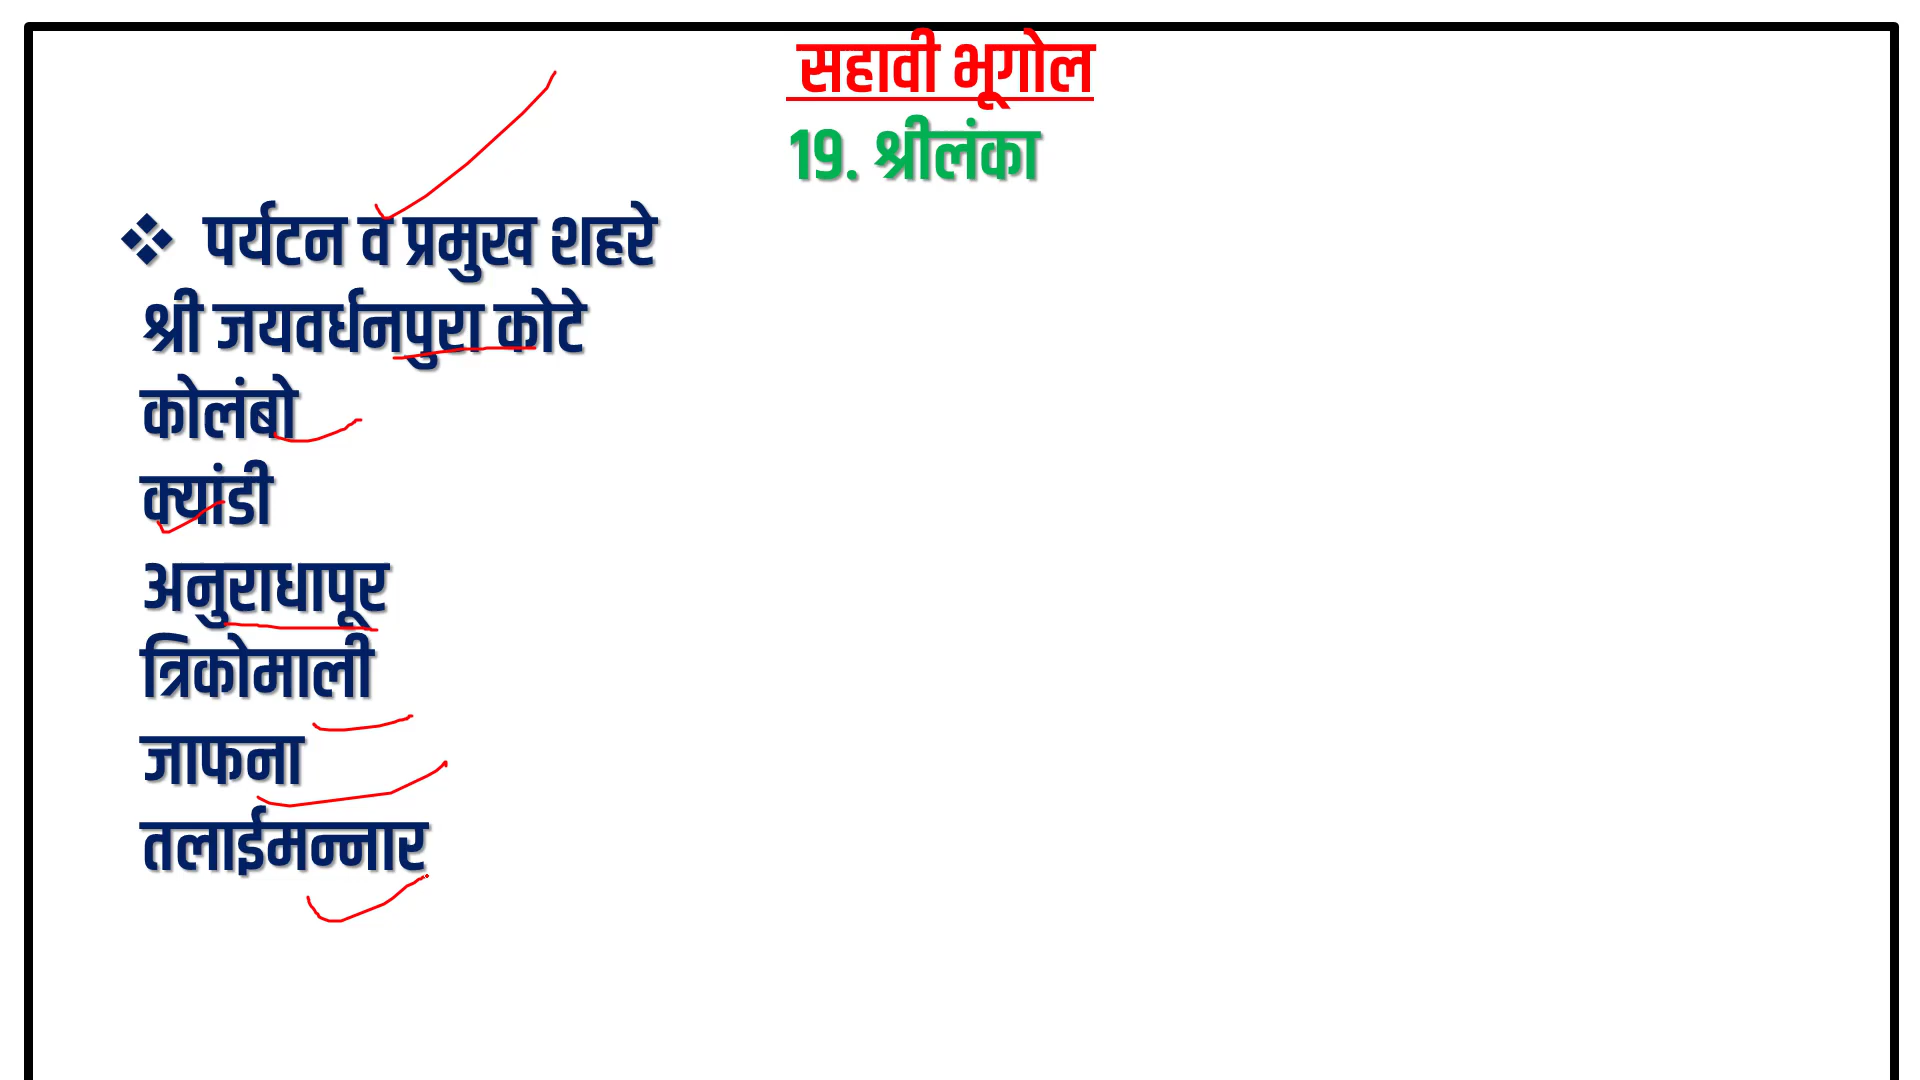 सहावी भूगोल
19. श्रीलंका
❖ पर्यटन व प्रमुख शहरे
श्री जयवर्धनपुरा कोटे
कोलंबो
क्यांडी
अनुराधापूर
त्रिकोमाली
जाफना
तलाईमन्नार